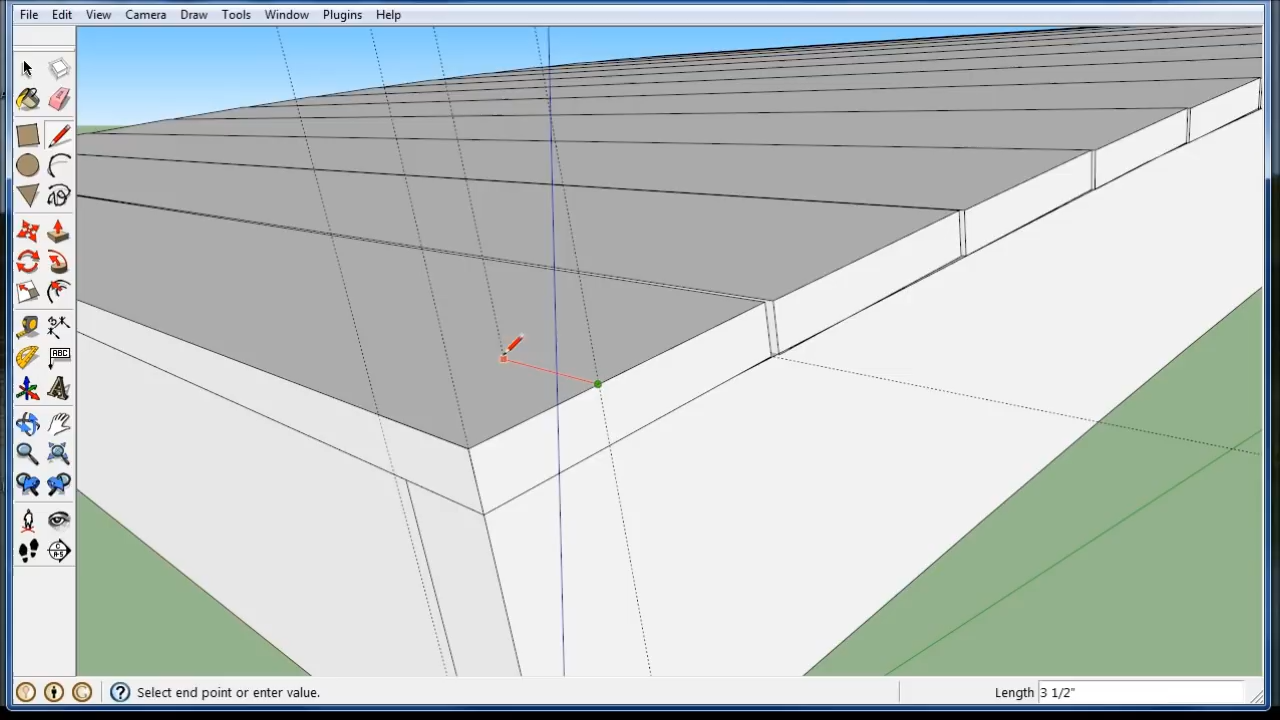 File Edit View Camera Draw Tools Window Plugins Help
ABC
A
Select end point or enter value.
Length 3 1/2"